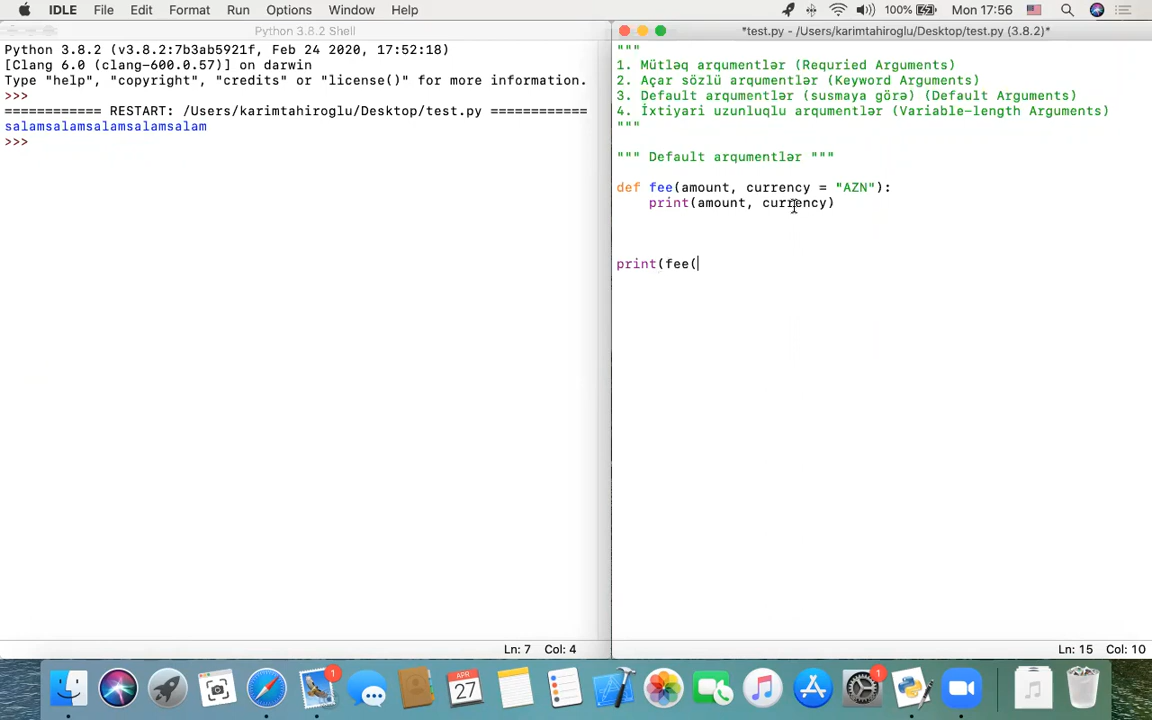 IDLE File Edit Format Run Options Window Help 100% Mon 17:56
Python 3.8.2 Shell
Python 3.8.2 (v3.8.2:7b3ab5921f, Feb 24 2020, 17:52:18)
[Clang 6.0 (clang-600.0.57)] on darwin
Type "help", "copyright", "credits" or "license()" for more information.
>>>
=========== RESTART: /Users/karimtahiroglu/Desktop/test.py ============
salamsalamsalamsalamsalam
>>>
Ln: 7 Col: 4
*test.py - /Users/karimtahiroglu/Desktop/test.py (3.8.2)*
"""
1. Mütləq arqumentlər (Requried Arguments)
2. Açar sözlü arqumentlər (Keyword Arguments)
3. Default arqumentlər (susmaya görə) (Default Arguments)
4. İxtiyari uzunluqlu arqumentlər (Variable-length Arguments)
"""
""" Default arqumentlər """
def fee(amount, currency = "AZN"):
print(amount, currency)
print(fee(
Ln: 15 Col: 10
1
APR
27
1